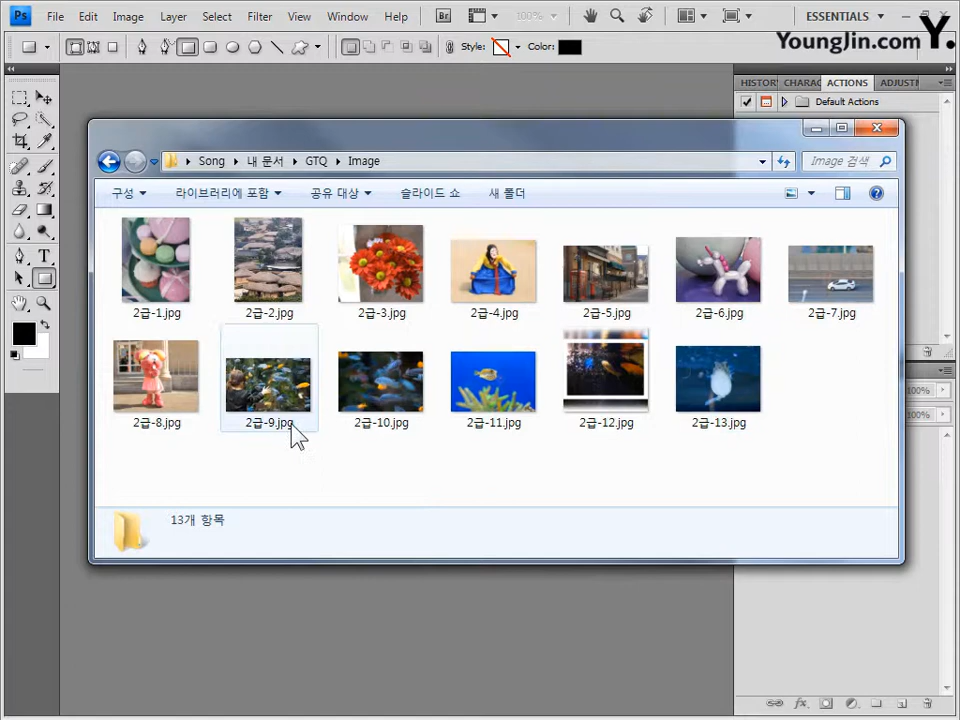 Ps File Edit Image Layer Select Filter View Window Help Br 100% ESSENTIALS
Style: Color:
YoungJin.com Y.
HISTOR CHARAC ACTIONS ADJUSTM
Default Actions
Song 내 문서 GTQ Image
Image 검색
구성 라이브러리에 포함 공유 대상 슬라이드 쇼 새 폴더
2급-1.jpg 2급-2.jpg 2급-3.jpg 2급-4.jpg 2급-5.jpg 2급-6.jpg 2급-7.jpg
2급-8.jpg 2급-9.jpg 2급-10.jpg 2급-11.jpg 2급-12.jpg 2급-13.jpg
100%
100%
13개 항목